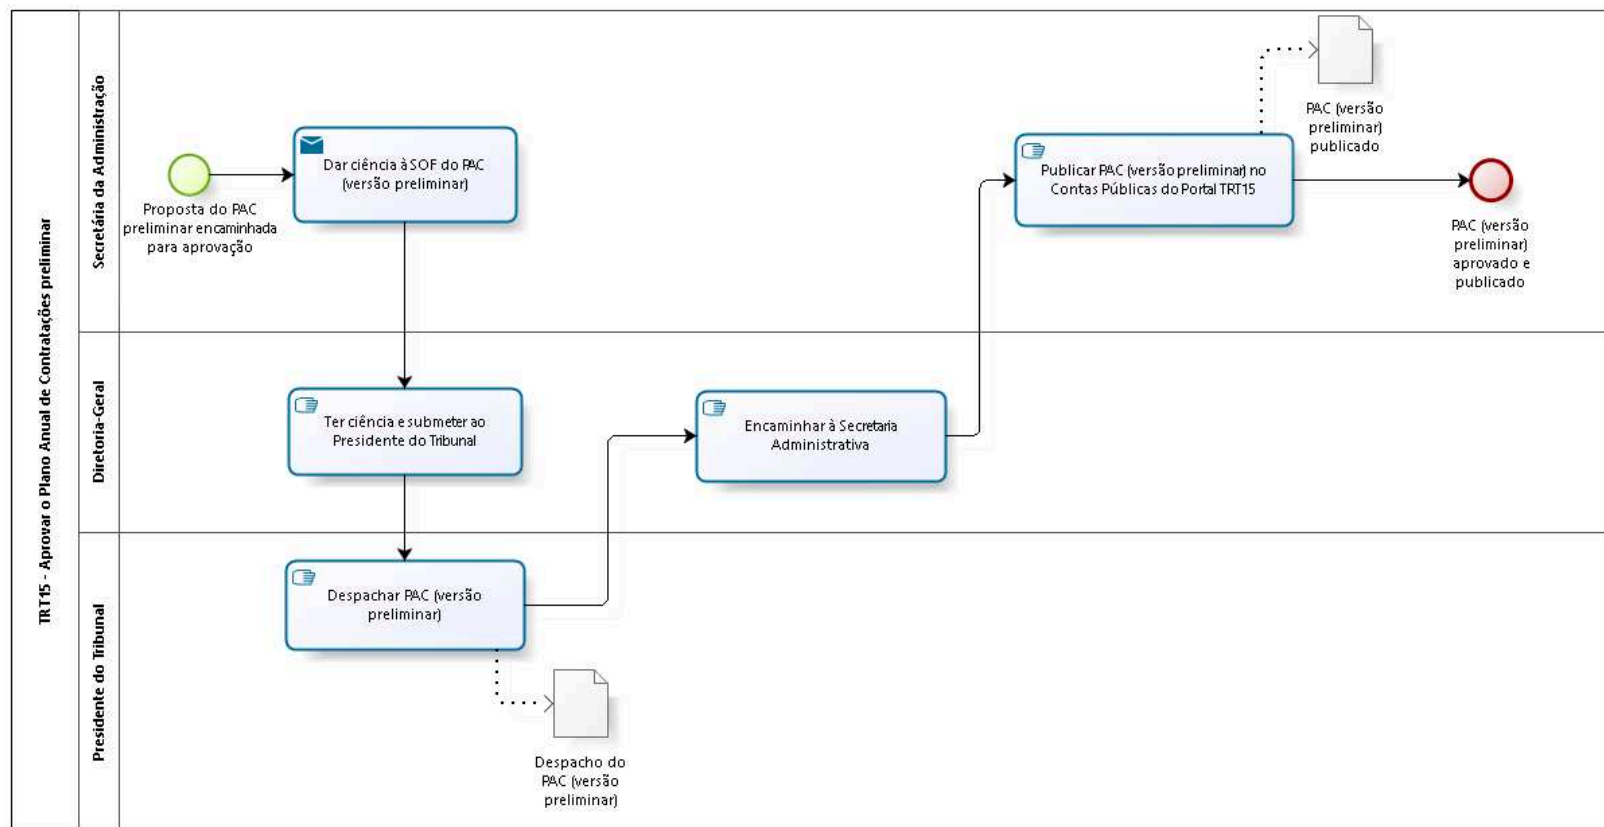 TRT15 - Aprovar o Plano Anual de Contratações preliminar
Secretária da Administração
Proposta do PAC
preliminar encaminhada
para aprovação
Dar ciência à SOF do PAC
(versão preliminar)
Publicar PAC (versão preliminar) no
Contas Públicas do Portal TRT15
PAC (versão
preliminar)
publicado
PAC (versão
preliminar)
aprovado e
publicado
Diretoria-Geral
Ter ciência e submeter ao
Presidente do Tribunal
Encaminhar à Secretaria
Administrativa
Presidente do Tribunal
Despachar PAC (versão
preliminar)
Despacho do
PAC (versão
preliminar)